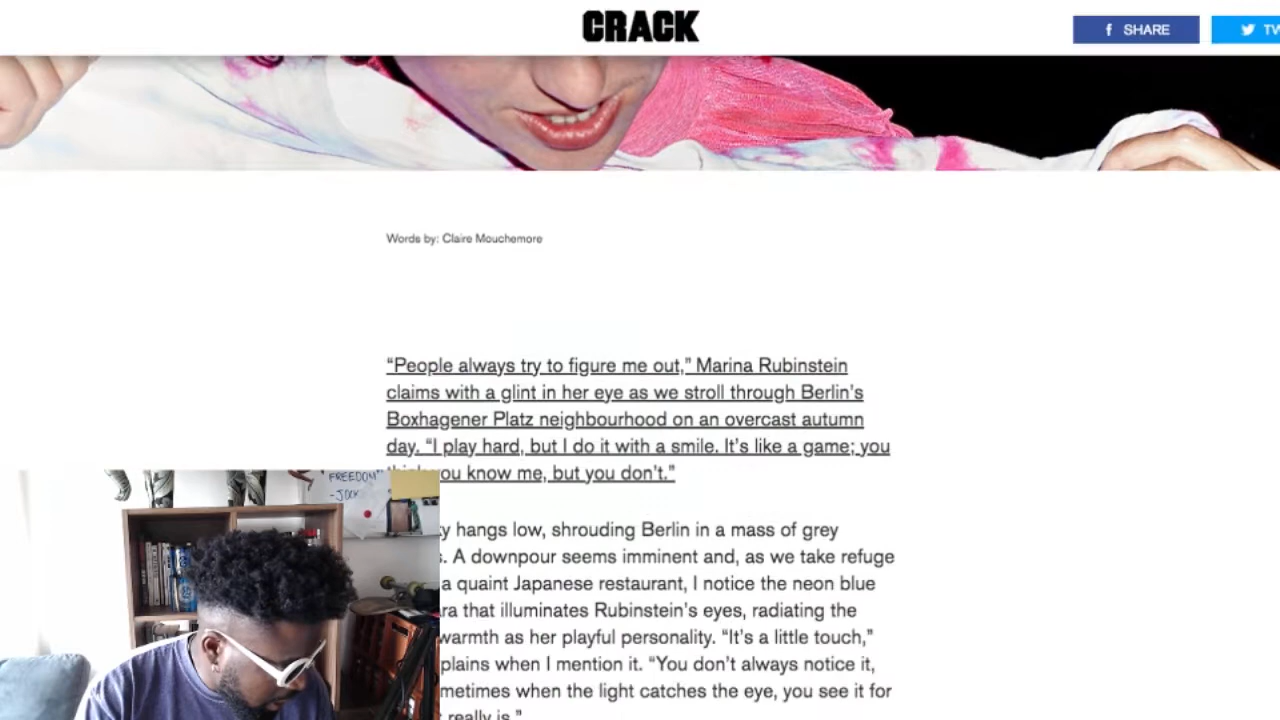 CRACK
SHARE
TW
Words by: Claire Mouchemore
“People always try to figure me out,” Marina Rubinstein
claims with a glint in her eye as we stroll through Berlin’s
Boxhagener Platz neighbourhood on an overcast autumn
day. “I play hard, but I do it with a smile. It’s like a game; you
you know me, but you don’t.”
hangs low, shrouding Berlin in a mass of grey
A downpour seems imminent and, as we take refuge
a quaint Japanese restaurant, I notice the neon blue
that illuminates Rubinstein’s eyes, radiating the
warmth as her playful personality. “It’s a little touch,”
when I mention it. “You don’t always notice it,
when the light catches the eye, you see it for
really is.”
FREEDOM"